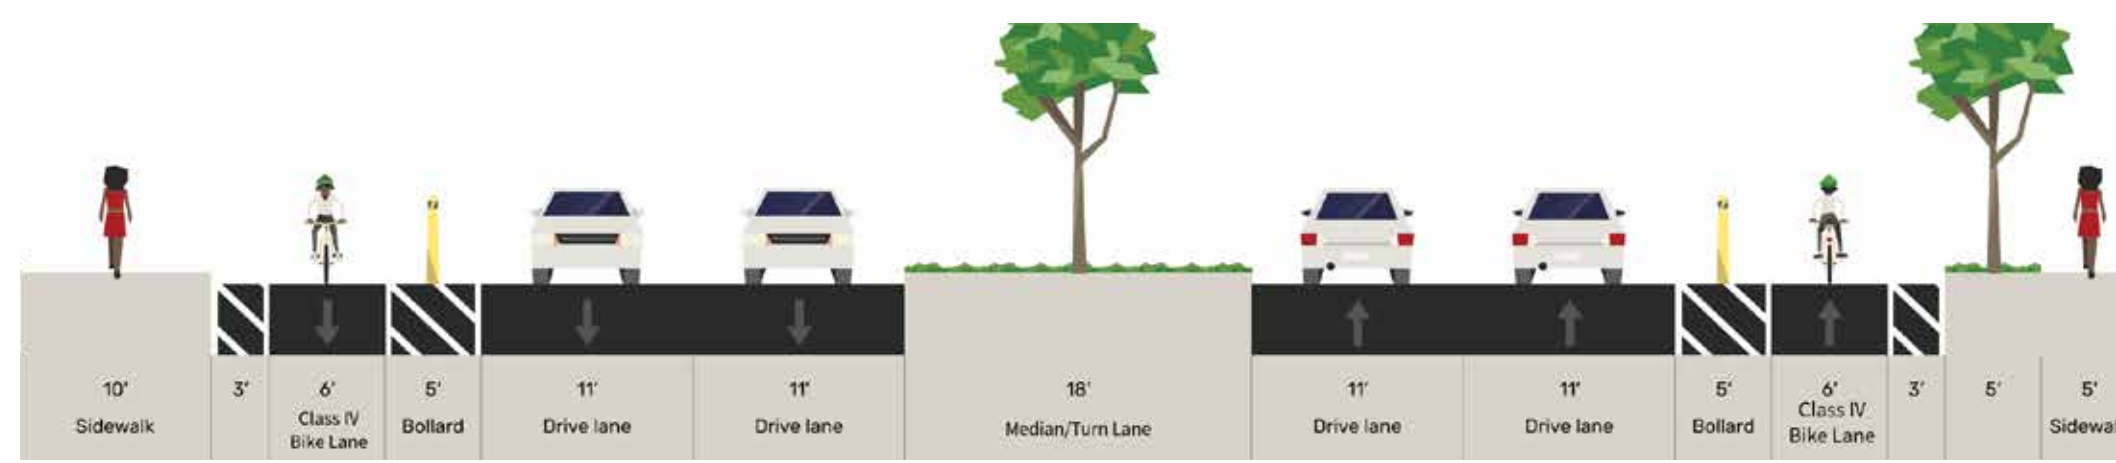 10' 3' 6' 5' 11' 11' 18' 11' 11' 5' 6' 3' 5' 5'
Sidewalk
Class IV
Bike Lane
Bollard
Drive lane
Drive lane
Median/Turn Lane
Drive lane
Drive lane
Bollard
Class IV
Bike Lane
Sidewal